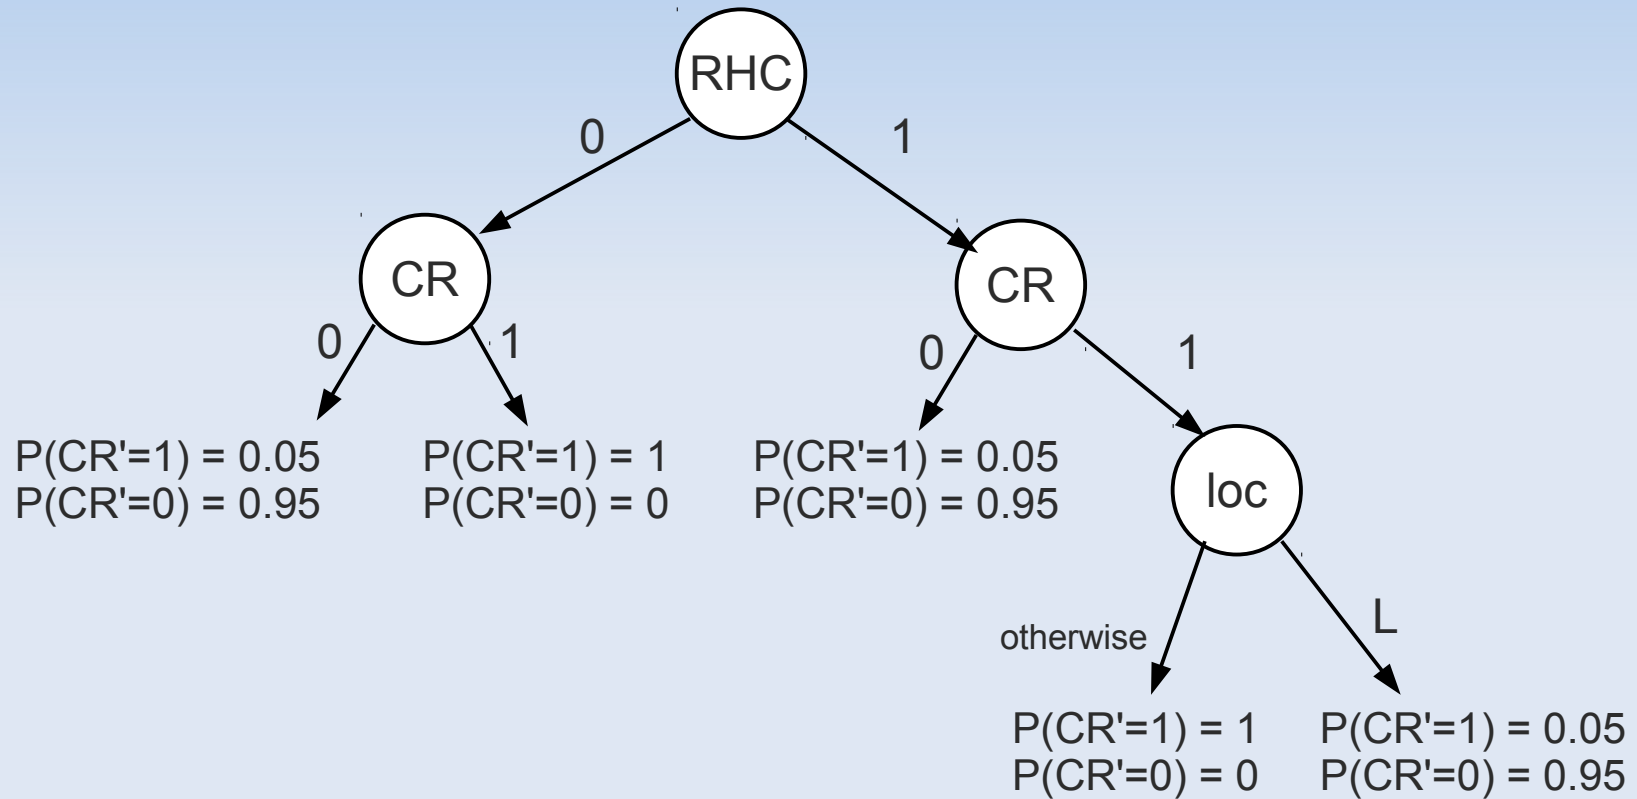 RHC
0
1
CR
CR
0
1
0
1
P(CR'=1) = 0.05
P(CR'=0) = 0.95
P(CR'=1) = 1
P(CR'=0) = 0
P(CR'=1) = 0.05
P(CR'=0) = 0.95
loc
otherwise
L
P(CR'=1) = 1
P(CR'=0) = 0
P(CR'=1) = 0.05
P(CR'=0) = 0.95